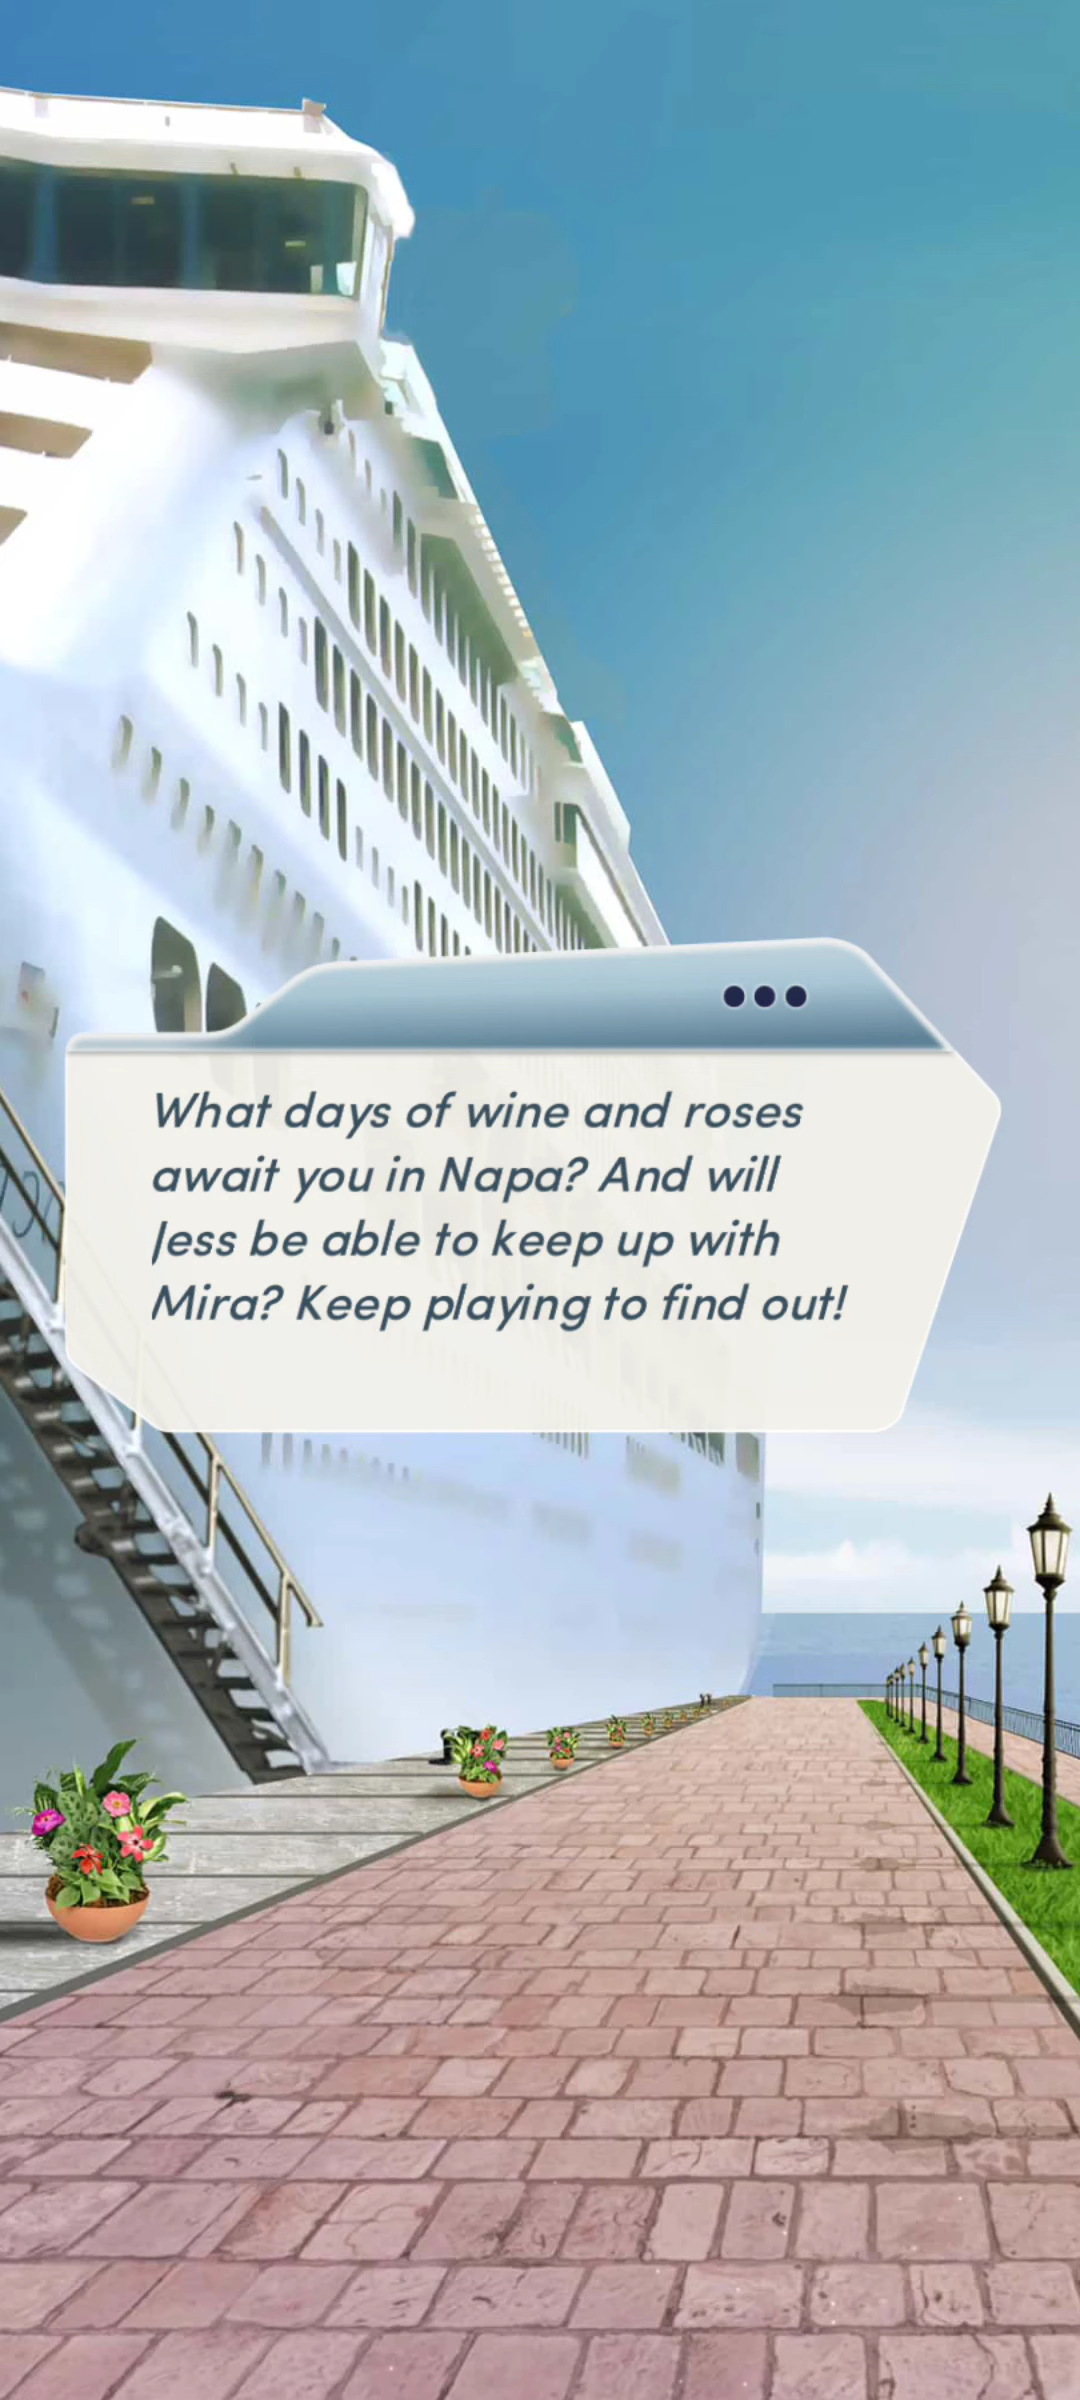 What days of wine and roses
await you in Napa? And will
Jess be able to keep up with
Mira? Keep playing to find out!